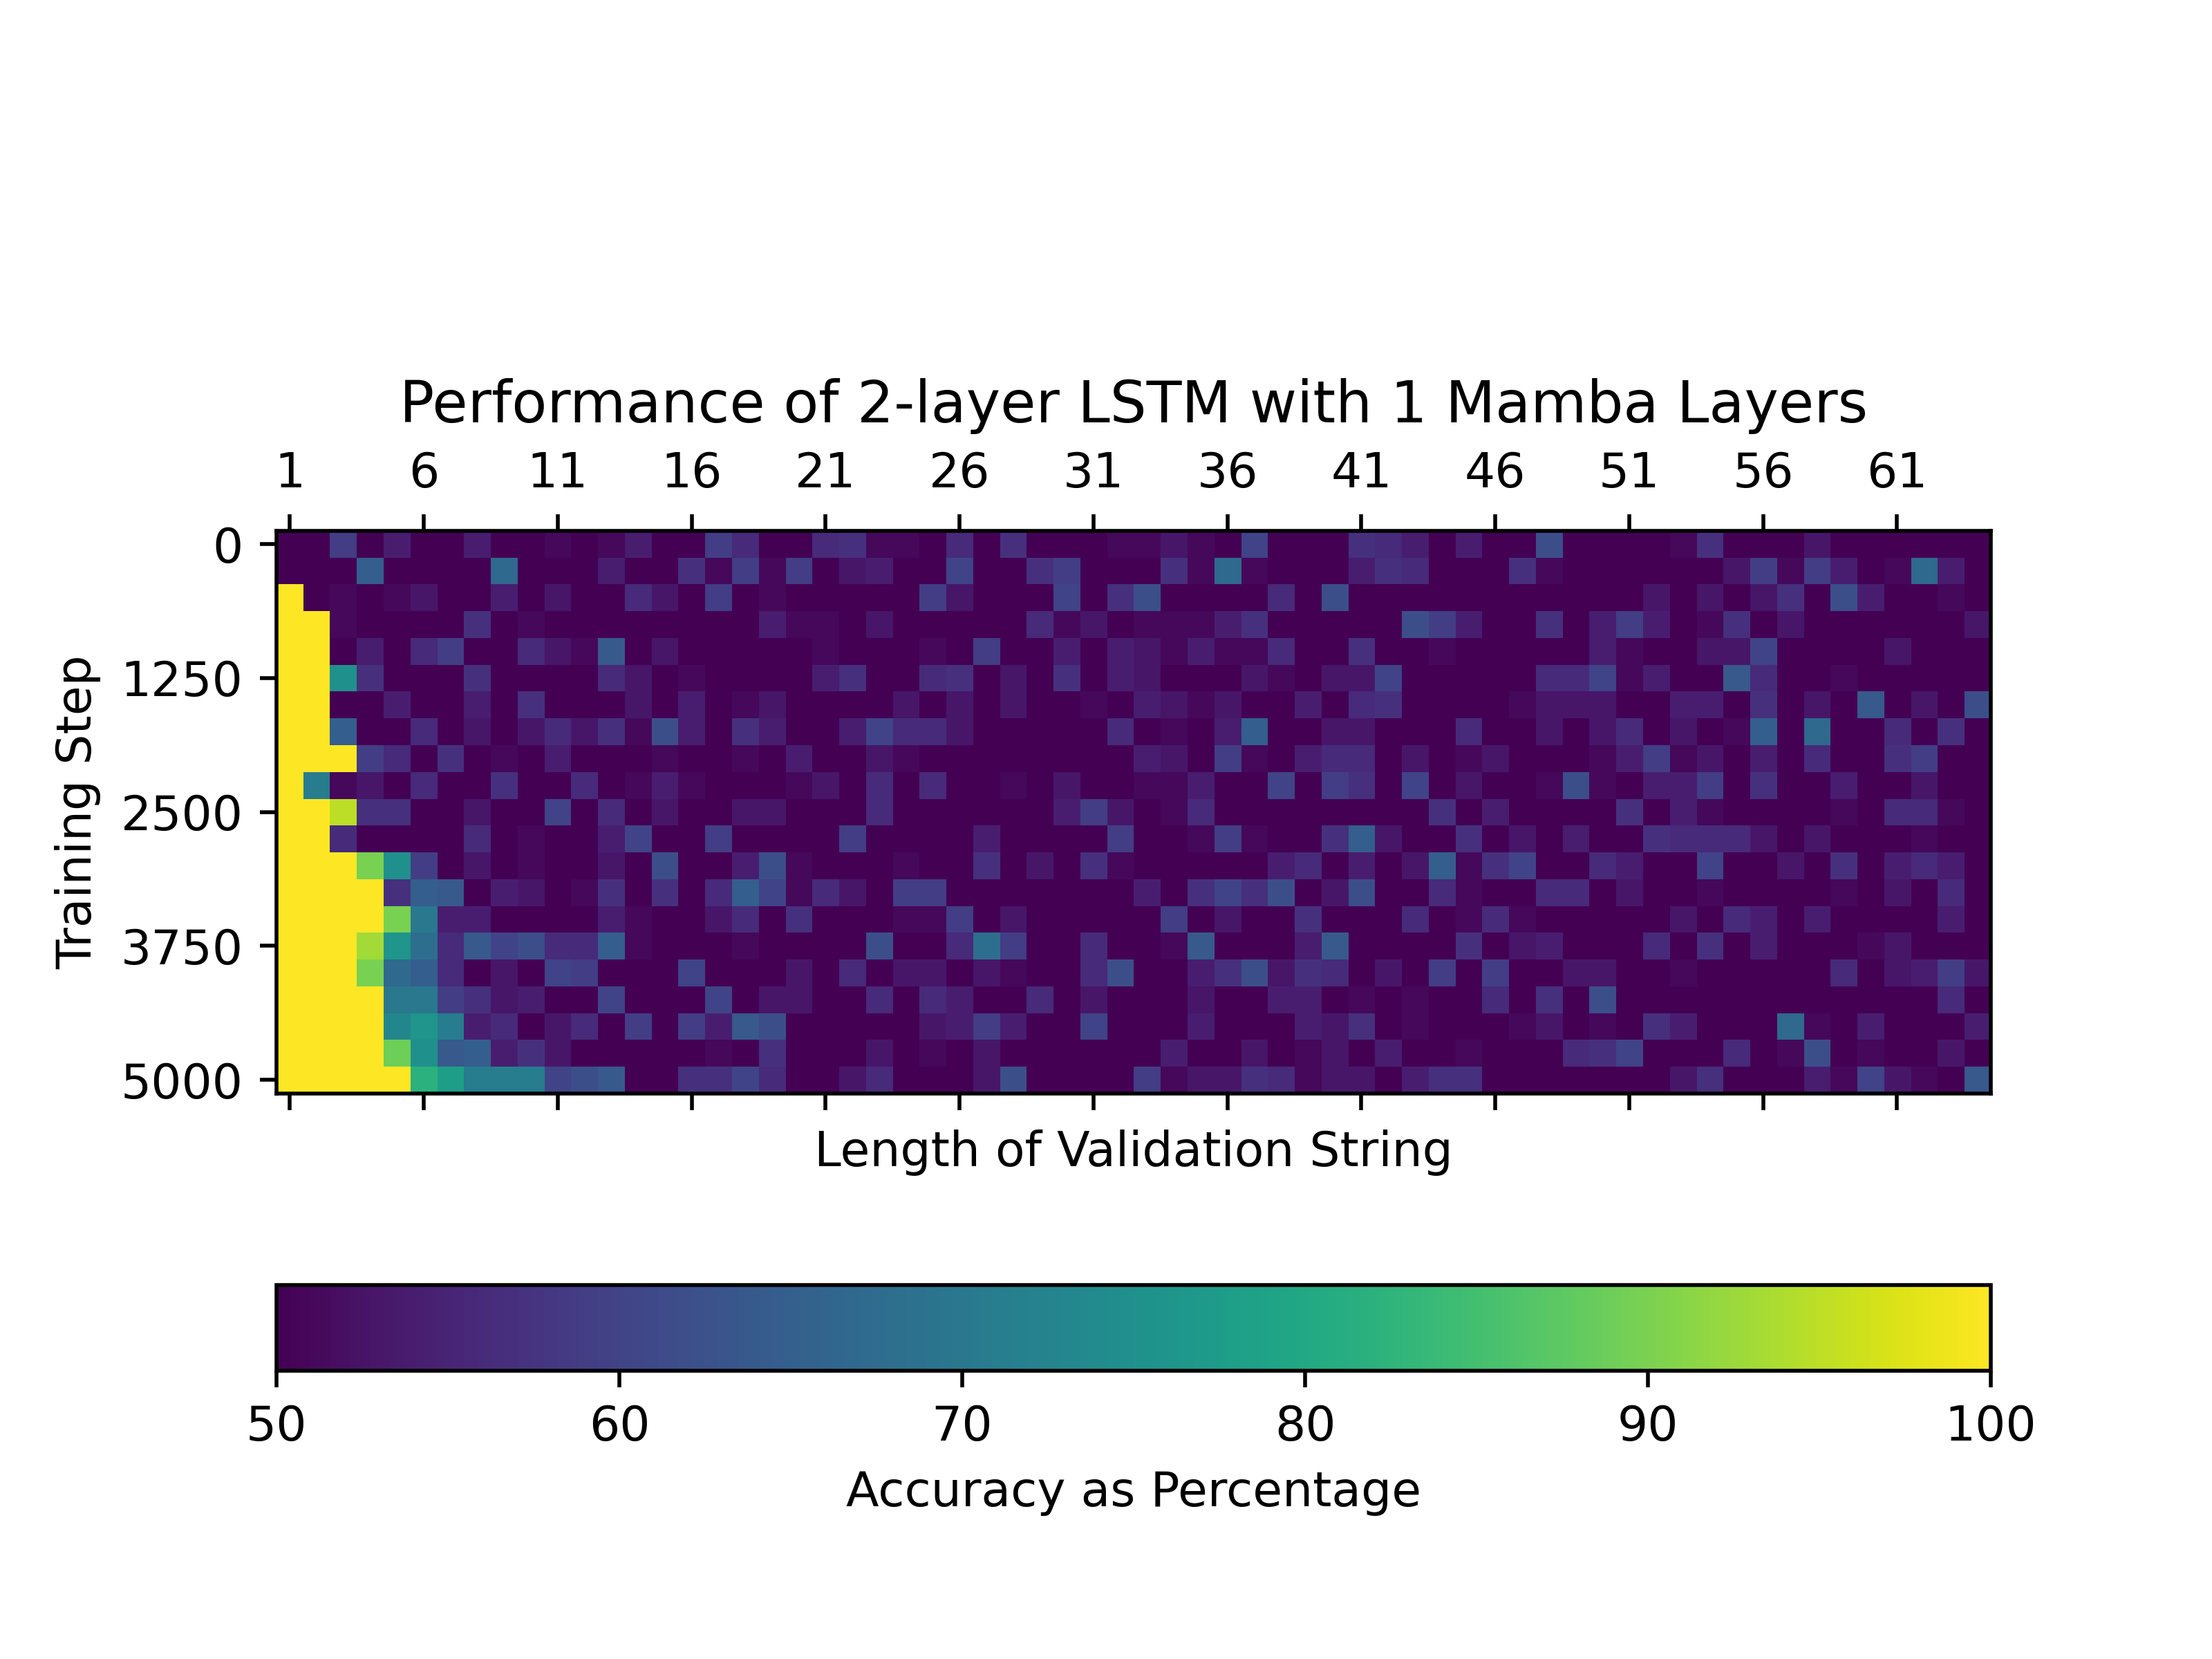 Performance of 2-layer LSTM with 1 Mamba Layers
1 6 11 16 21 26 31 36 41 46 51 56 61
0
1250
2500
3750
5000
Training Step
Length of Validation String
50 60 70 80 90 100
Accuracy as Percentage